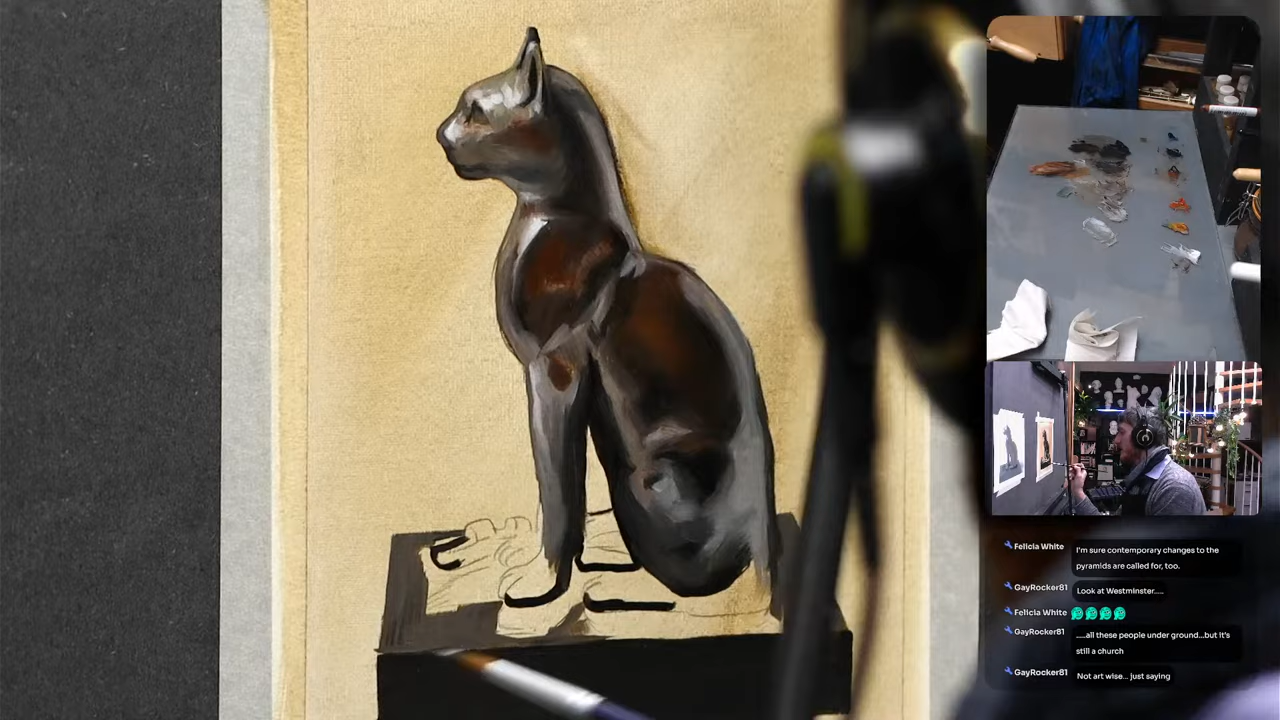 Felicia White I'm sure contemporary changes to the
pyramids are called for, too.
GayRocker81 Look at Westminster.....
Felicia White
GayRocker81 .....all these people under ground...but it's
still a church
GayRocker81 Not art wise... just saying